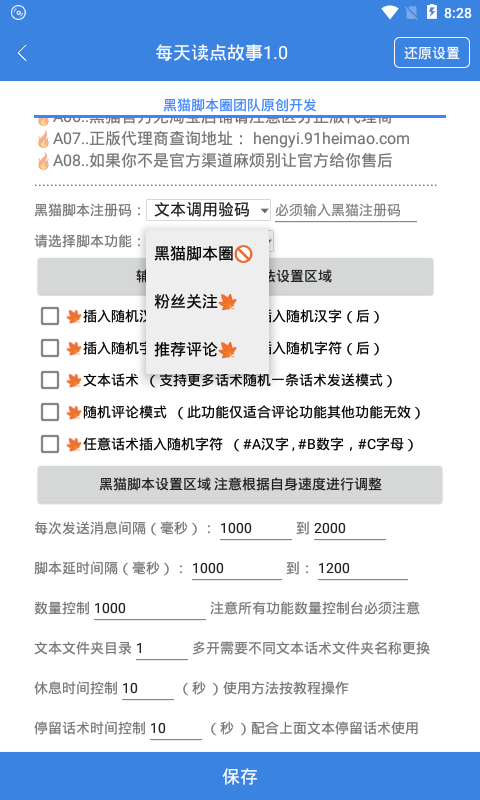 8:28
每天读点故事1.0
还原设置
黑猫脚本圈团队原创开发
A06..黑猫官方无淘宝店铺请注意区分正版代理商
A07..正版代理商查询地址： hengyi.91heimao.com
A08..如果你不是官方渠道麻烦别让官方给你售后
黑猫脚本注册码： 文本调用验码 必须输入黑猫注册码
请选择脚本功能：
黑猫脚本圈
粉丝关注
推荐评论
设置区域
插入随机 插入随机汉字（后）
插入随机字 插入随机字符（后）
文本话术 （支持更多话术随机一条话术发送模式）
随机评论模式 （此功能仅适合评论功能其他功能无效）
任意话术插入随机字符 （#A汉字,#B数字，#C字母）
黑猫脚本设置区域 注意根据自身速度进行调整
每次发送消息间隔（毫秒）： 1000 到 2000
脚本延时间隔（毫秒）： 1000 到： 1200
数量控制 1000 注意所有功能数量控制台必须注意
文本文件夹目录 1 多开需要不同文本话术文件夹名称更换
休息时间控制 10 （秒）使用方法按教程操作
停留话术时间控制 10 （秒）配合上面文本停留话术使用
保存